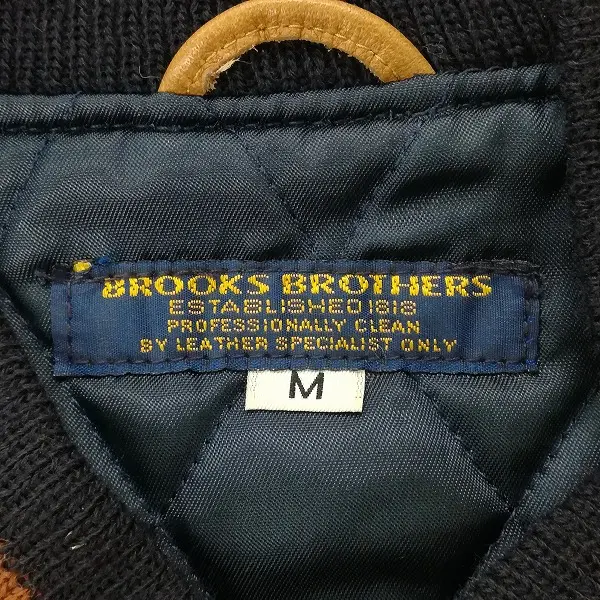 BROOKS BROTHERS
ESTABLISHED 1818
PROFESSIONALLY CLEAN
BY LEATHER SPECIALIST ONLY
M